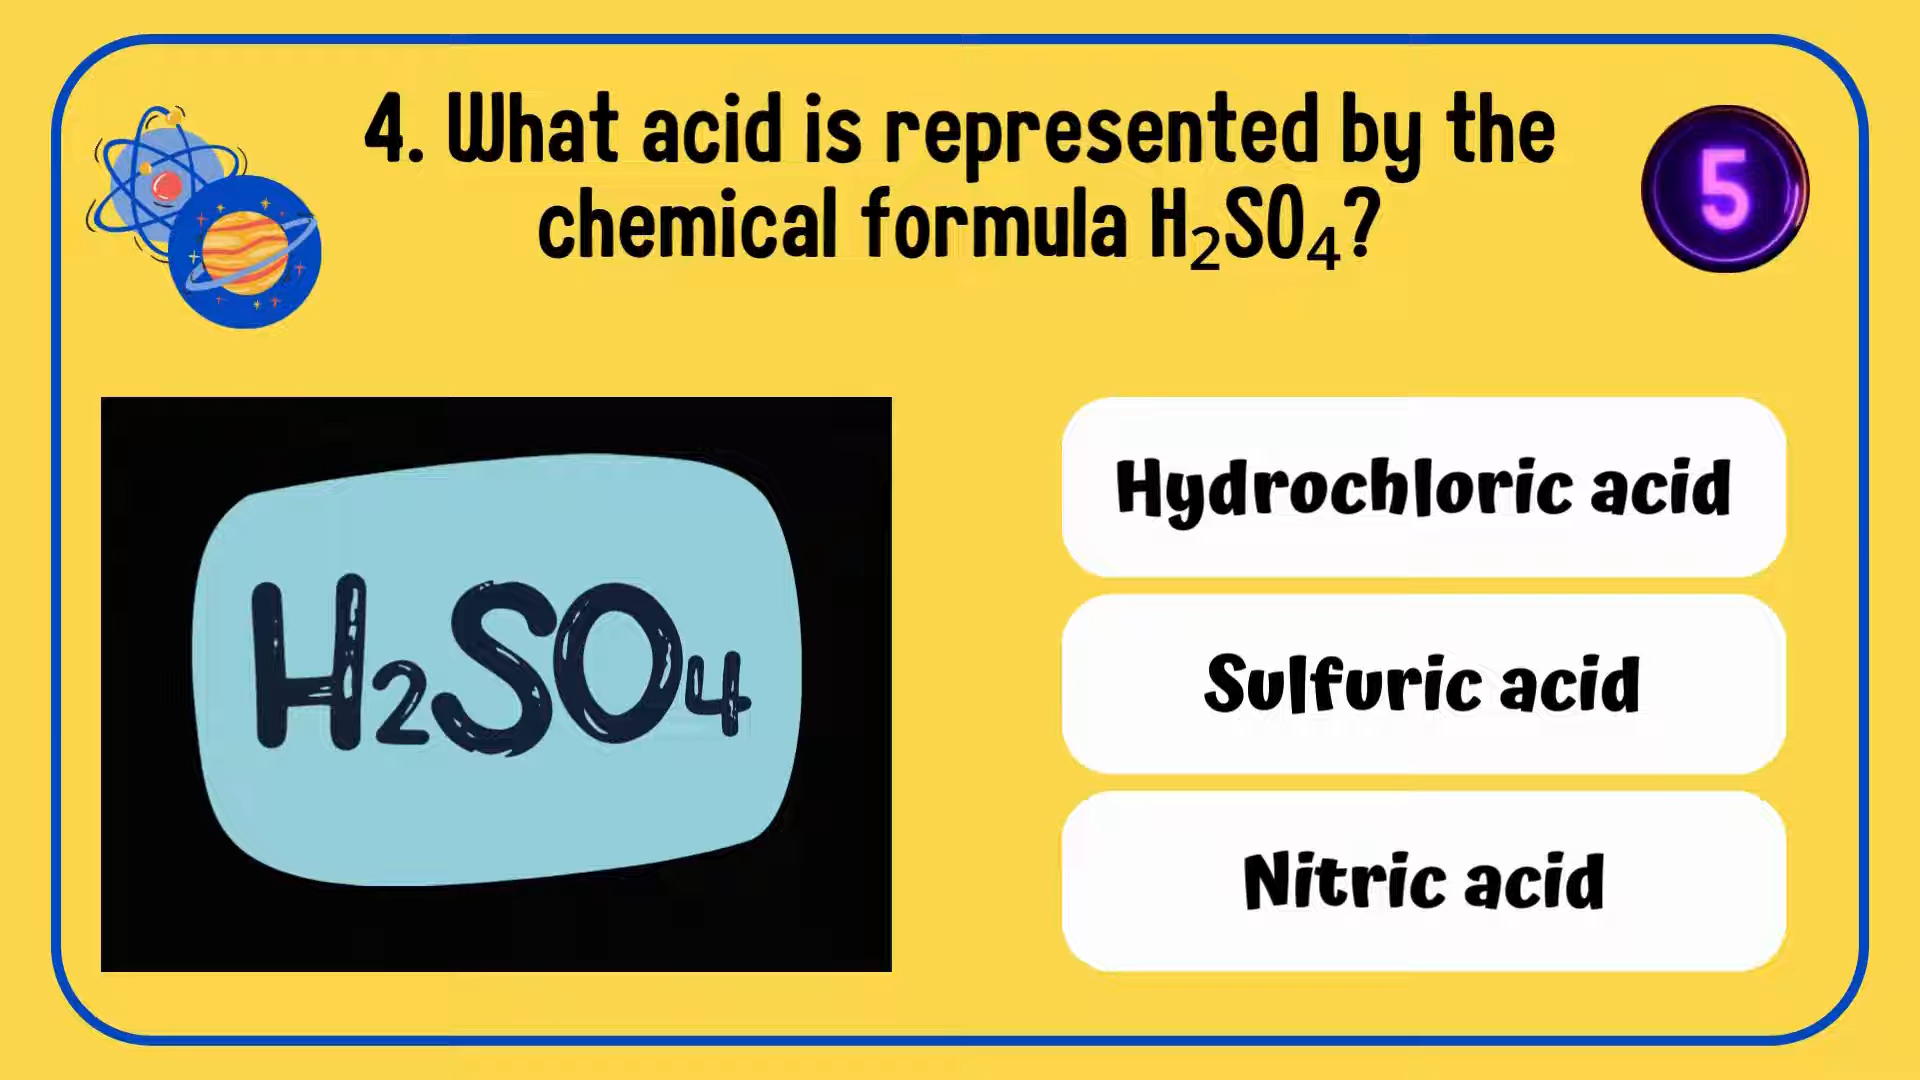 4. What acid is represented by the
chemical formula H₂SO₄?
5
H₂SO₄
Hydrochloric acid
Sulfuric acid
Nitric acid